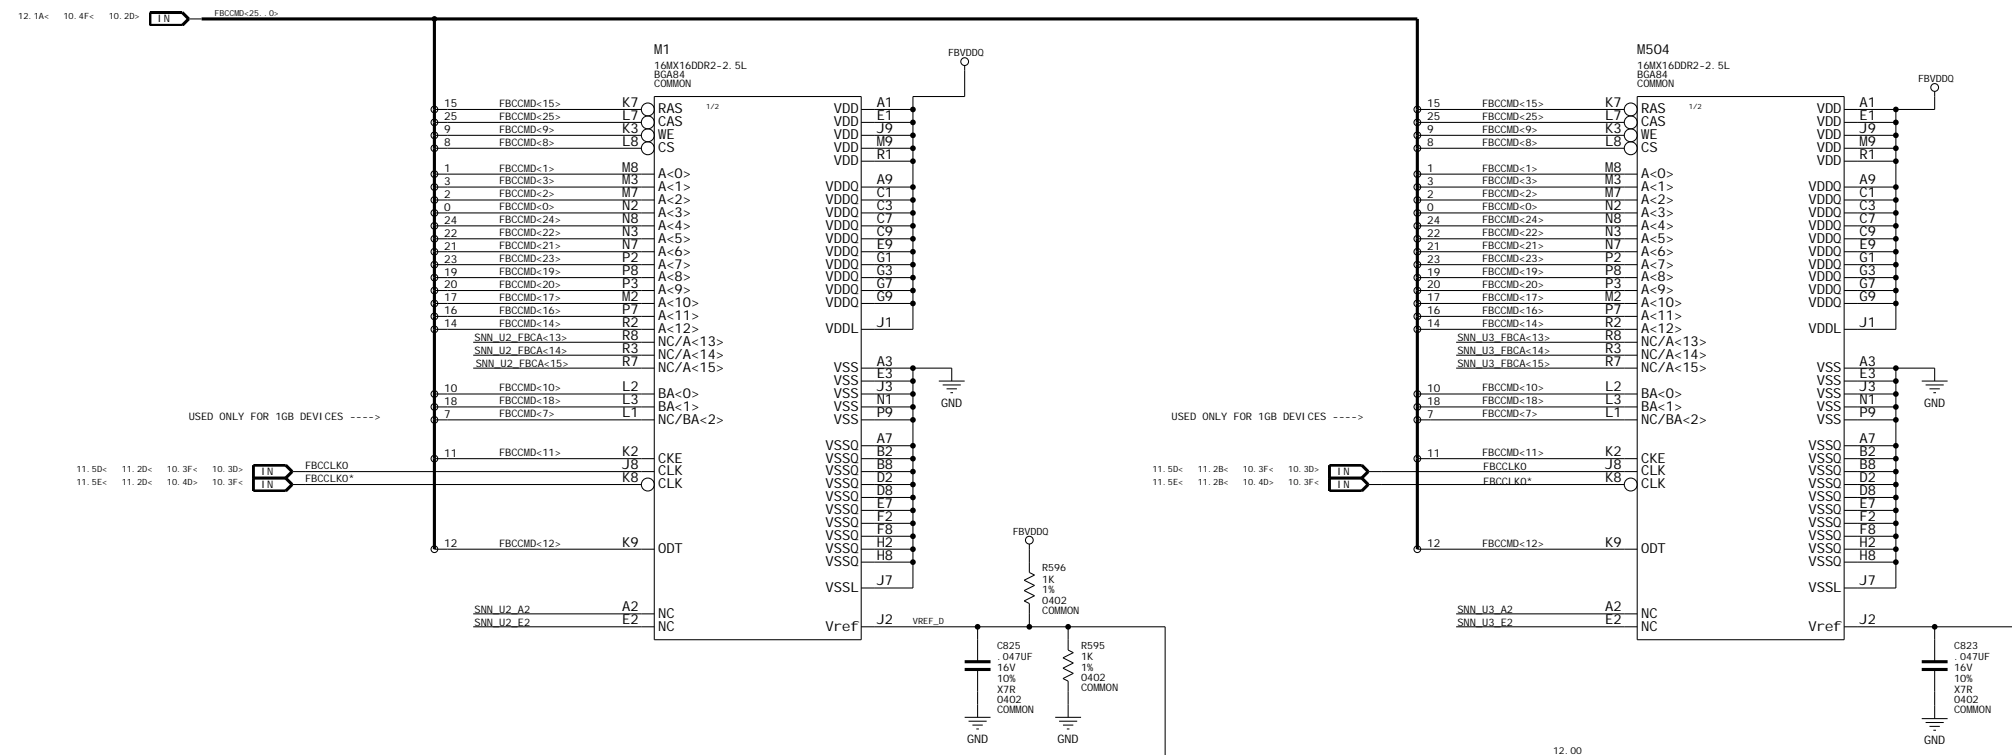 12.1A< 10.4F< 10.2D> IN FBCCMD<25..0>
M1
16MX16DDR2-2.5L
BGA84
COMMON
1/2
FBVDDQ
15 FBCCMD<15> K7 RAS VDD A1
25 FBCCMD<25> L7 CAS VDD E1
9 FBCCMD<9> K3 WE VDD J9
8 FBCCMD<8> L8 CS VDD M9
VDD R1
1 FBCCMD<1> M8 A<0>
3 FBCCMD<3> M3 A<1> VDDQ A9
2 FBCCMD<2> M7 A<2> VDDQ C1
0 FBCCMD<0> N2 A<3> VDDQ C3
24 FBCCMD<24> N8 A<4> VDDQ C7
22 FBCCMD<22> N3 A<5> VDDQ C9
21 FBCCMD<21> N7 A<6> VDDQ E9
23 FBCCMD<23> P2 A<7> VDDQ G1
19 FBCCMD<19> P8 A<8> VDDQ G3
20 FBCCMD<20> P3 A<9> VDDQ G7
17 FBCCMD<17> M2 A<10> VDDQ G9
16 FBCCMD<16> P7 A<11>
14 FBCCMD<14> R2 A<12> VDDL J1
SNN_U2_FBCA<13> R8 NC/A<13>
SNN_U2_FBCA<14> R3 NC/A<14>
SNN_U2_FBCA<15> R7 NC/A<15> VSS A3
VSS E3
10 FBCCMD<10> L2 BA<0> VSS J3
18 FBCCMD<18> L3 BA<1> VSS N1
7 FBCCMD<7> L1 NC/BA<2> VSS P9
GND
USED ONLY FOR 1GB DEVICES ---->
VSSQ A7
11 FBCCMD<11> K2 CKE VSSQ B2
11.5D< 11.2D< 10.3F< 10.3D> IN FBCCLK0 J8 CLK VSSQ B8
11.5E< 11.2D< 10.4D> 10.3F< IN FBCCLK0* K8 CLK VSSQ D2
VSSQ D8
VSSQ E7
VSSQ F2
VSSQ F8
12 FBCCMD<12> K9 ODT VSSQ H2
VSSQ H8
VSSL J7
SNN_U2_A2 A2 NC
SNN_U2_E2 E2 NC Vref J2 VREF_D
FBVDDQ
R596
1K
1%
0402
COMMON
C825
.047UF
16V
10%
X7R
0402
COMMON
GND
R595
1K
1%
0402
COMMON
GND
M504
16MX16DDR2-2.5L
BGA84
COMMON
1/2
FBVDDQ
15 FBCCMD<15> K7 RAS VDD A1
25 FBCCMD<25> L7 CAS VDD E1
9 FBCCMD<9> K3 WE VDD J9
8 FBCCMD<8> L8 CS VDD M9
VDD R1
1 FBCCMD<1> M8 A<0>
3 FBCCMD<3> M3 A<1> VDDQ A9
2 FBCCMD<2> M7 A<2> VDDQ C1
0 FBCCMD<0> N2 A<3> VDDQ C3
24 FBCCMD<24> N8 A<4> VDDQ C7
22 FBCCMD<22> N3 A<5> VDDQ C9
21 FBCCMD<21> N7 A<6> VDDQ E9
23 FBCCMD<23> P2 A<7> VDDQ G1
19 FBCCMD<19> P8 A<8> VDDQ G3
20 FBCCMD<20> P3 A<9> VDDQ G7
17 FBCCMD<17> M2 A<10> VDDQ G9
16 FBCCMD<16> P7 A<11>
14 FBCCMD<14> R2 A<12> VDDL J1
SNN_U3_FBCA<13> R8 NC/A<13>
SNN_U3_FBCA<14> R3 NC/A<14>
SNN_U3_FBCA<15> R7 NC/A<15> VSS A3
VSS E3
10 FBCCMD<10> L2 BA<0> VSS J3
18 FBCCMD<18> L3 BA<1> VSS N1
7 FBCCMD<7> L1 NC/BA<2> VSS P9
GND
USED ONLY FOR 1GB DEVICES ---->
VSSQ A7
11 FBCCMD<11> K2 CKE VSSQ B2
11.5D< 11.2B< 10.3F< 10.3D> IN FBCCLK0 J8 CLK VSSQ B8
11.5E< 11.2B< 10.4D> 10.3F< IN FBCCLK0* K8 CLK VSSQ D2
VSSQ D8
VSSQ E7
VSSQ F2
VSSQ F8
12 FBCCMD<12> K9 ODT VSSQ H2
VSSQ H8
VSSL J7
SNN_U3_A2 A2 NC
SNN_U3_E2 E2 NC Vref J2
C823
.047UF
16V
10%
X7R
0402
COMMON
GND
12.00